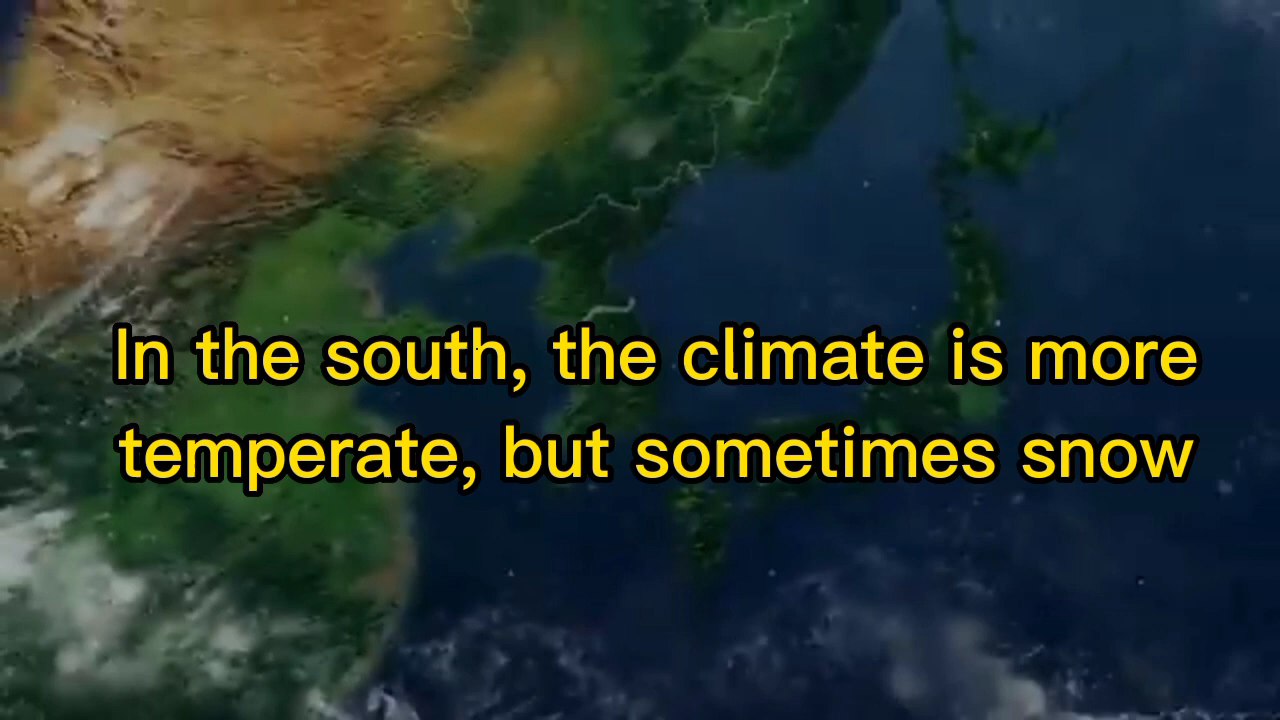 In the south, the climate is more
temperate, but sometimes snow